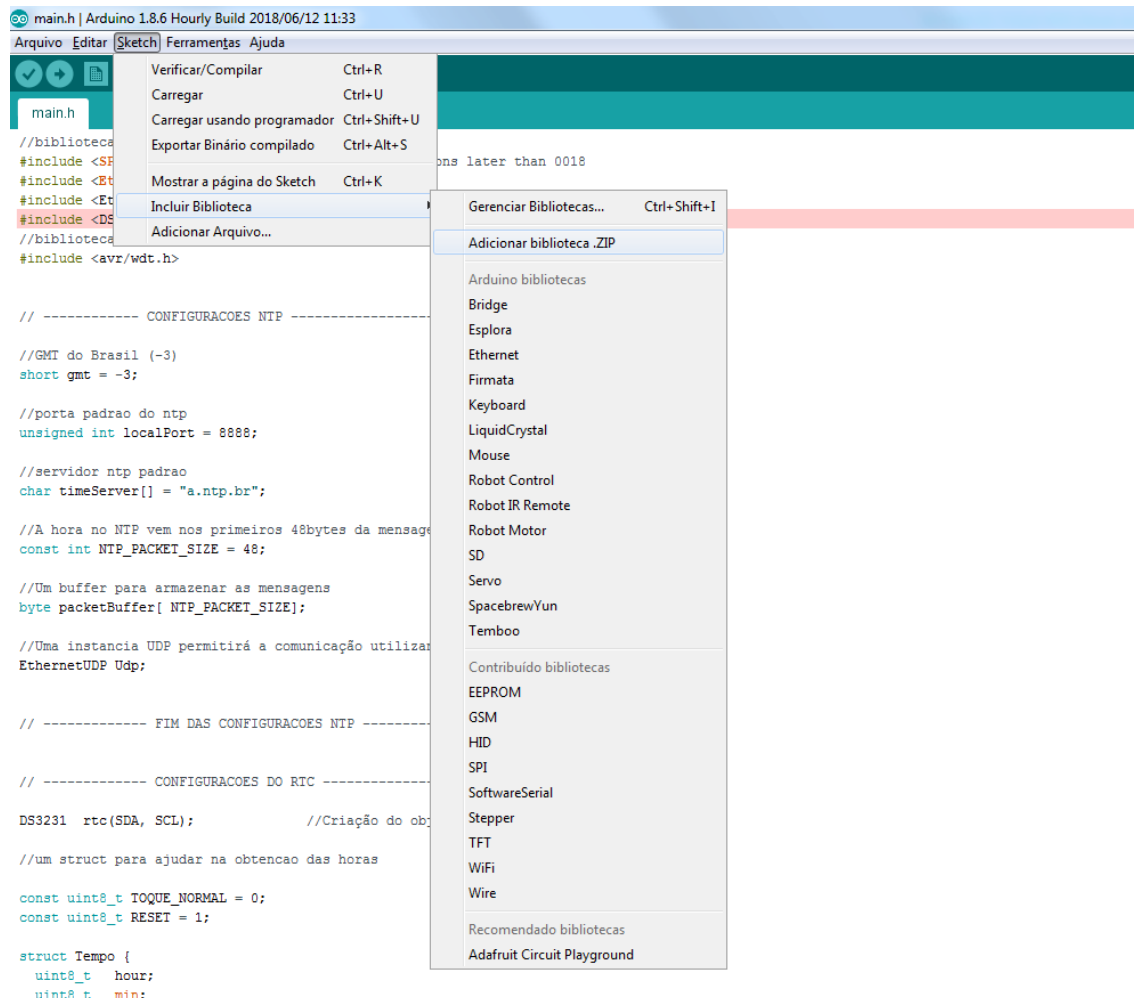 main.h | Arduino 1.8.6 Hourly Build 2018/06/12 11:33
Arquivo Editar Sketch Ferramentas Ajuda
main.h
Verificar/Compilar Ctrl+R
Carregar Ctrl+U
Carregar usando programador Ctrl+Shift+U
Exportar Binário compilado Ctrl+Alt+S
Mostrar a página do Sketch Ctrl+K
Incluir Biblioteca
Adicionar Arquivo...
Gerenciar Bibliotecas... Ctrl+Shift+I
Adicionar biblioteca .ZIP
Arduino bibliotecas
Bridge
Esplora
Ethernet
Firmata
Keyboard
LiquidCrystal
Mouse
Robot Control
Robot IR Remote
Robot Motor
SD
Servo
SpacebrewYun
Temboo
Contribuído bibliotecas
EEPROM
GSM
HID
SPI
SoftwareSerial
Stepper
TFT
WiFi
Wire
Recomendado bibliotecas
Adafruit Circuit Playground
//biblioteca
#include <SP ons later than 0018
#include <Et
#include <Et
#include <DS
//biblioteca
#include <avr/wdt.h>
// ------------ CONFIGURACOES NTP -----------------
//GMT do Brasil (-3)
short gmt = -3;
//porta padrao do ntp
unsigned int localPort = 8888;
//servidor ntp padrao
char timeServer[] = "a.ntp.br";
//A hora no NTP vem nos primeiros 48bytes da mensage
const int NTP_PACKET_SIZE = 48;
//Um buffer para armazenar as mensagens
byte packetBuffer[ NTP_PACKET_SIZE];
//Uma instancia UDP permitirá a comunicação utilizar
EthernetUDP Udp;
// ------------- FIM DAS CONFIGURACOES NTP --------
// ------------- CONFIGURACOES DO RTC -------------
DS3231 rtc(SDA, SCL); //Criação do obj
//um struct para ajudar na obtencao das horas
const uint8_t TOQUE_NORMAL = 0;
const uint8_t RESET = 1;
struct Tempo {
uint8_t hour;
uint8_t min;